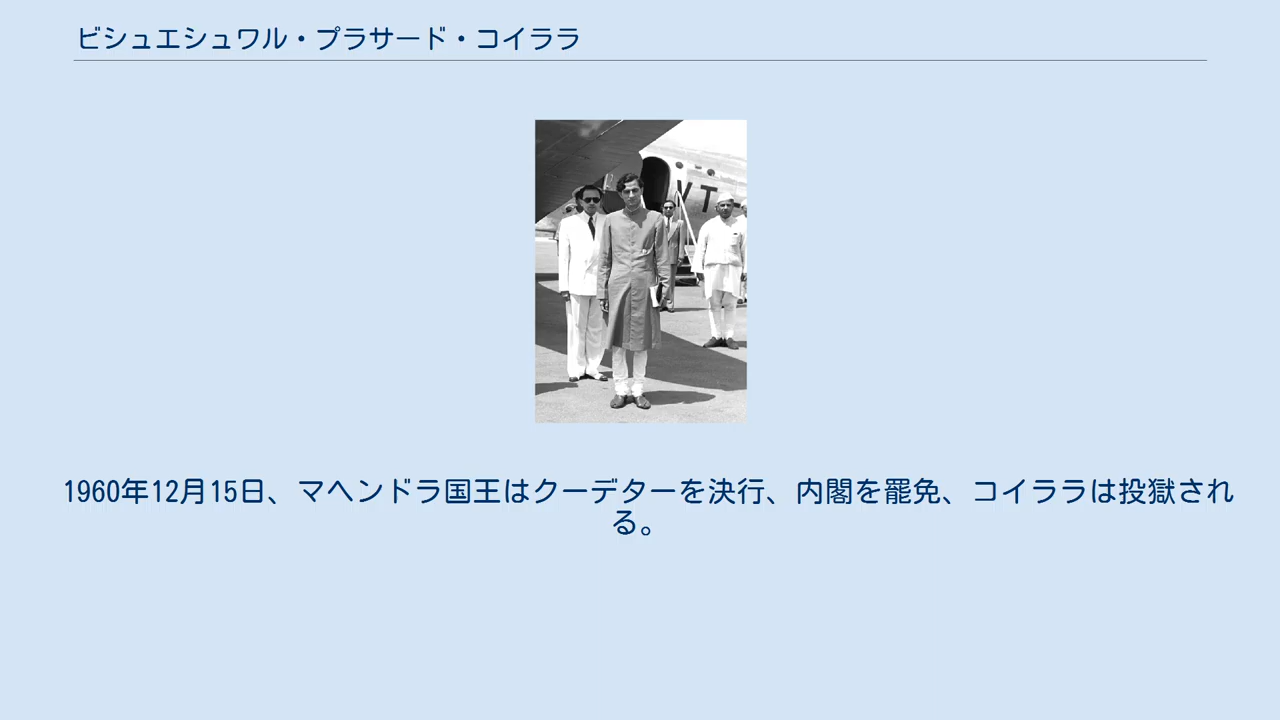 ビシュエシュワル・プラサード・コイララ
VT
1960年12月15日、マヘンドラ国王はクーデターを決行、内閣を罷免、コイララは投獄され
る。